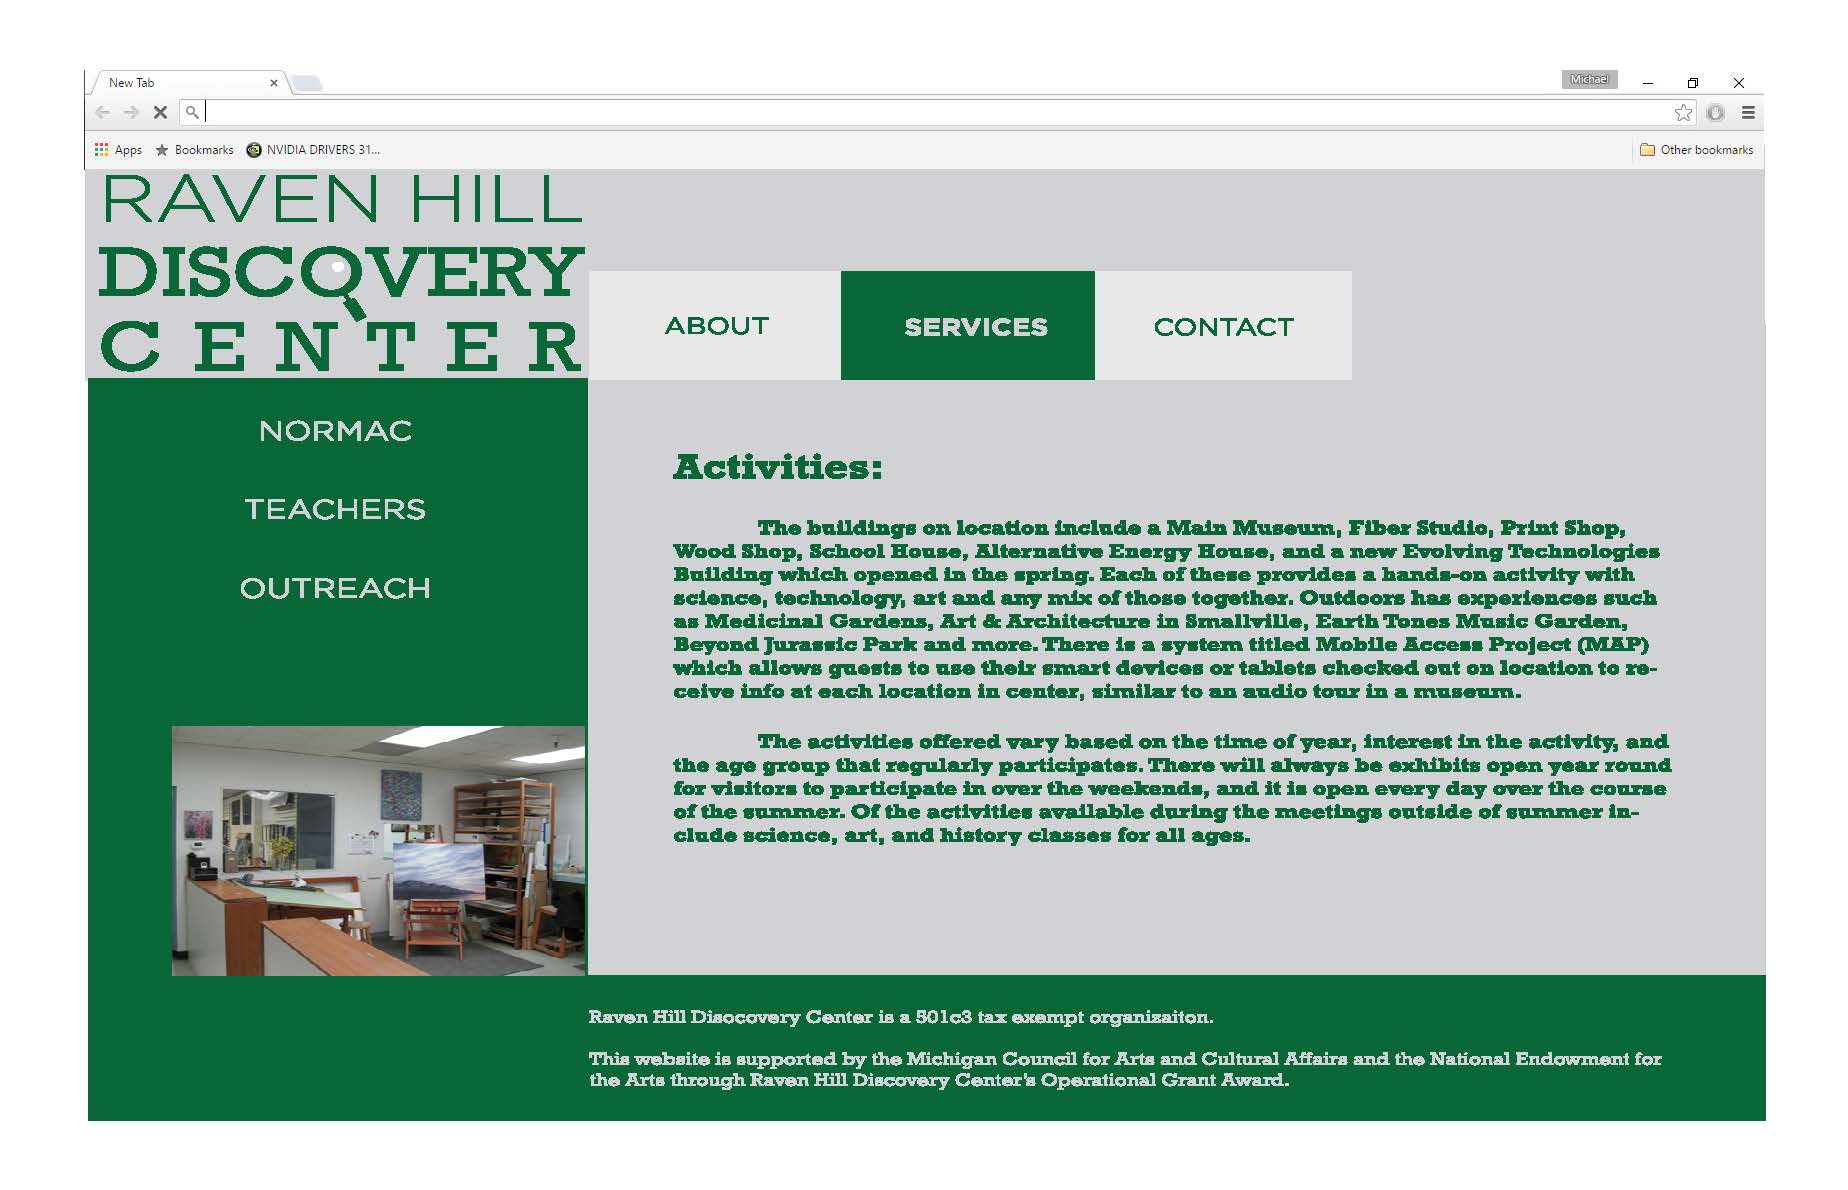 New Tab
Michael
Apps Bookmarks NVIDIA DRIVERS 31... Other bookmarks
RAVEN HILL
DISCOVERY
CENTER
ABOUT SERVICES CONTACT
NORMAC
TEACHERS
OUTREACH
Activities:
The buildings on location include a Main Museum, Fiber Studio, Print Shop,
Wood Shop, School House, Alternative Energy House, and a new Evolving Technologies
Building which opened in the spring. Each of these provides a hands-on activity with
science, technology, art and any mix of those together. Outdoors has experiences such
as Medicinal Gardens, Art & Architecture in Smallville, Earth Tones Music Garden,
Beyond Jurassic Park and more. There is a system titled Mobile Access Project (MAP)
which allows guests to use their smart devices or tablets checked out on location to re-
ceive info at each location in center, similar to an audio tour in a museum.
The activities offered vary based on the time of year, interest in the activity, and
the age group that regularly participates. There will always be exhibits open year round
for visitors to participate in over the weekends, and it is open every day over the course
of the summer. Of the activities available during the meetings outside of summer in-
clude science, art, and history classes for all ages.
Raven Hill Disocovery Center is a 501c3 tax exempt organizaiton.
This website is supported by the Michigan Council for Arts and Cultural Affairs and the National Endowment for
the Arts through Raven Hill Discovery Center's Operational Grant Award.